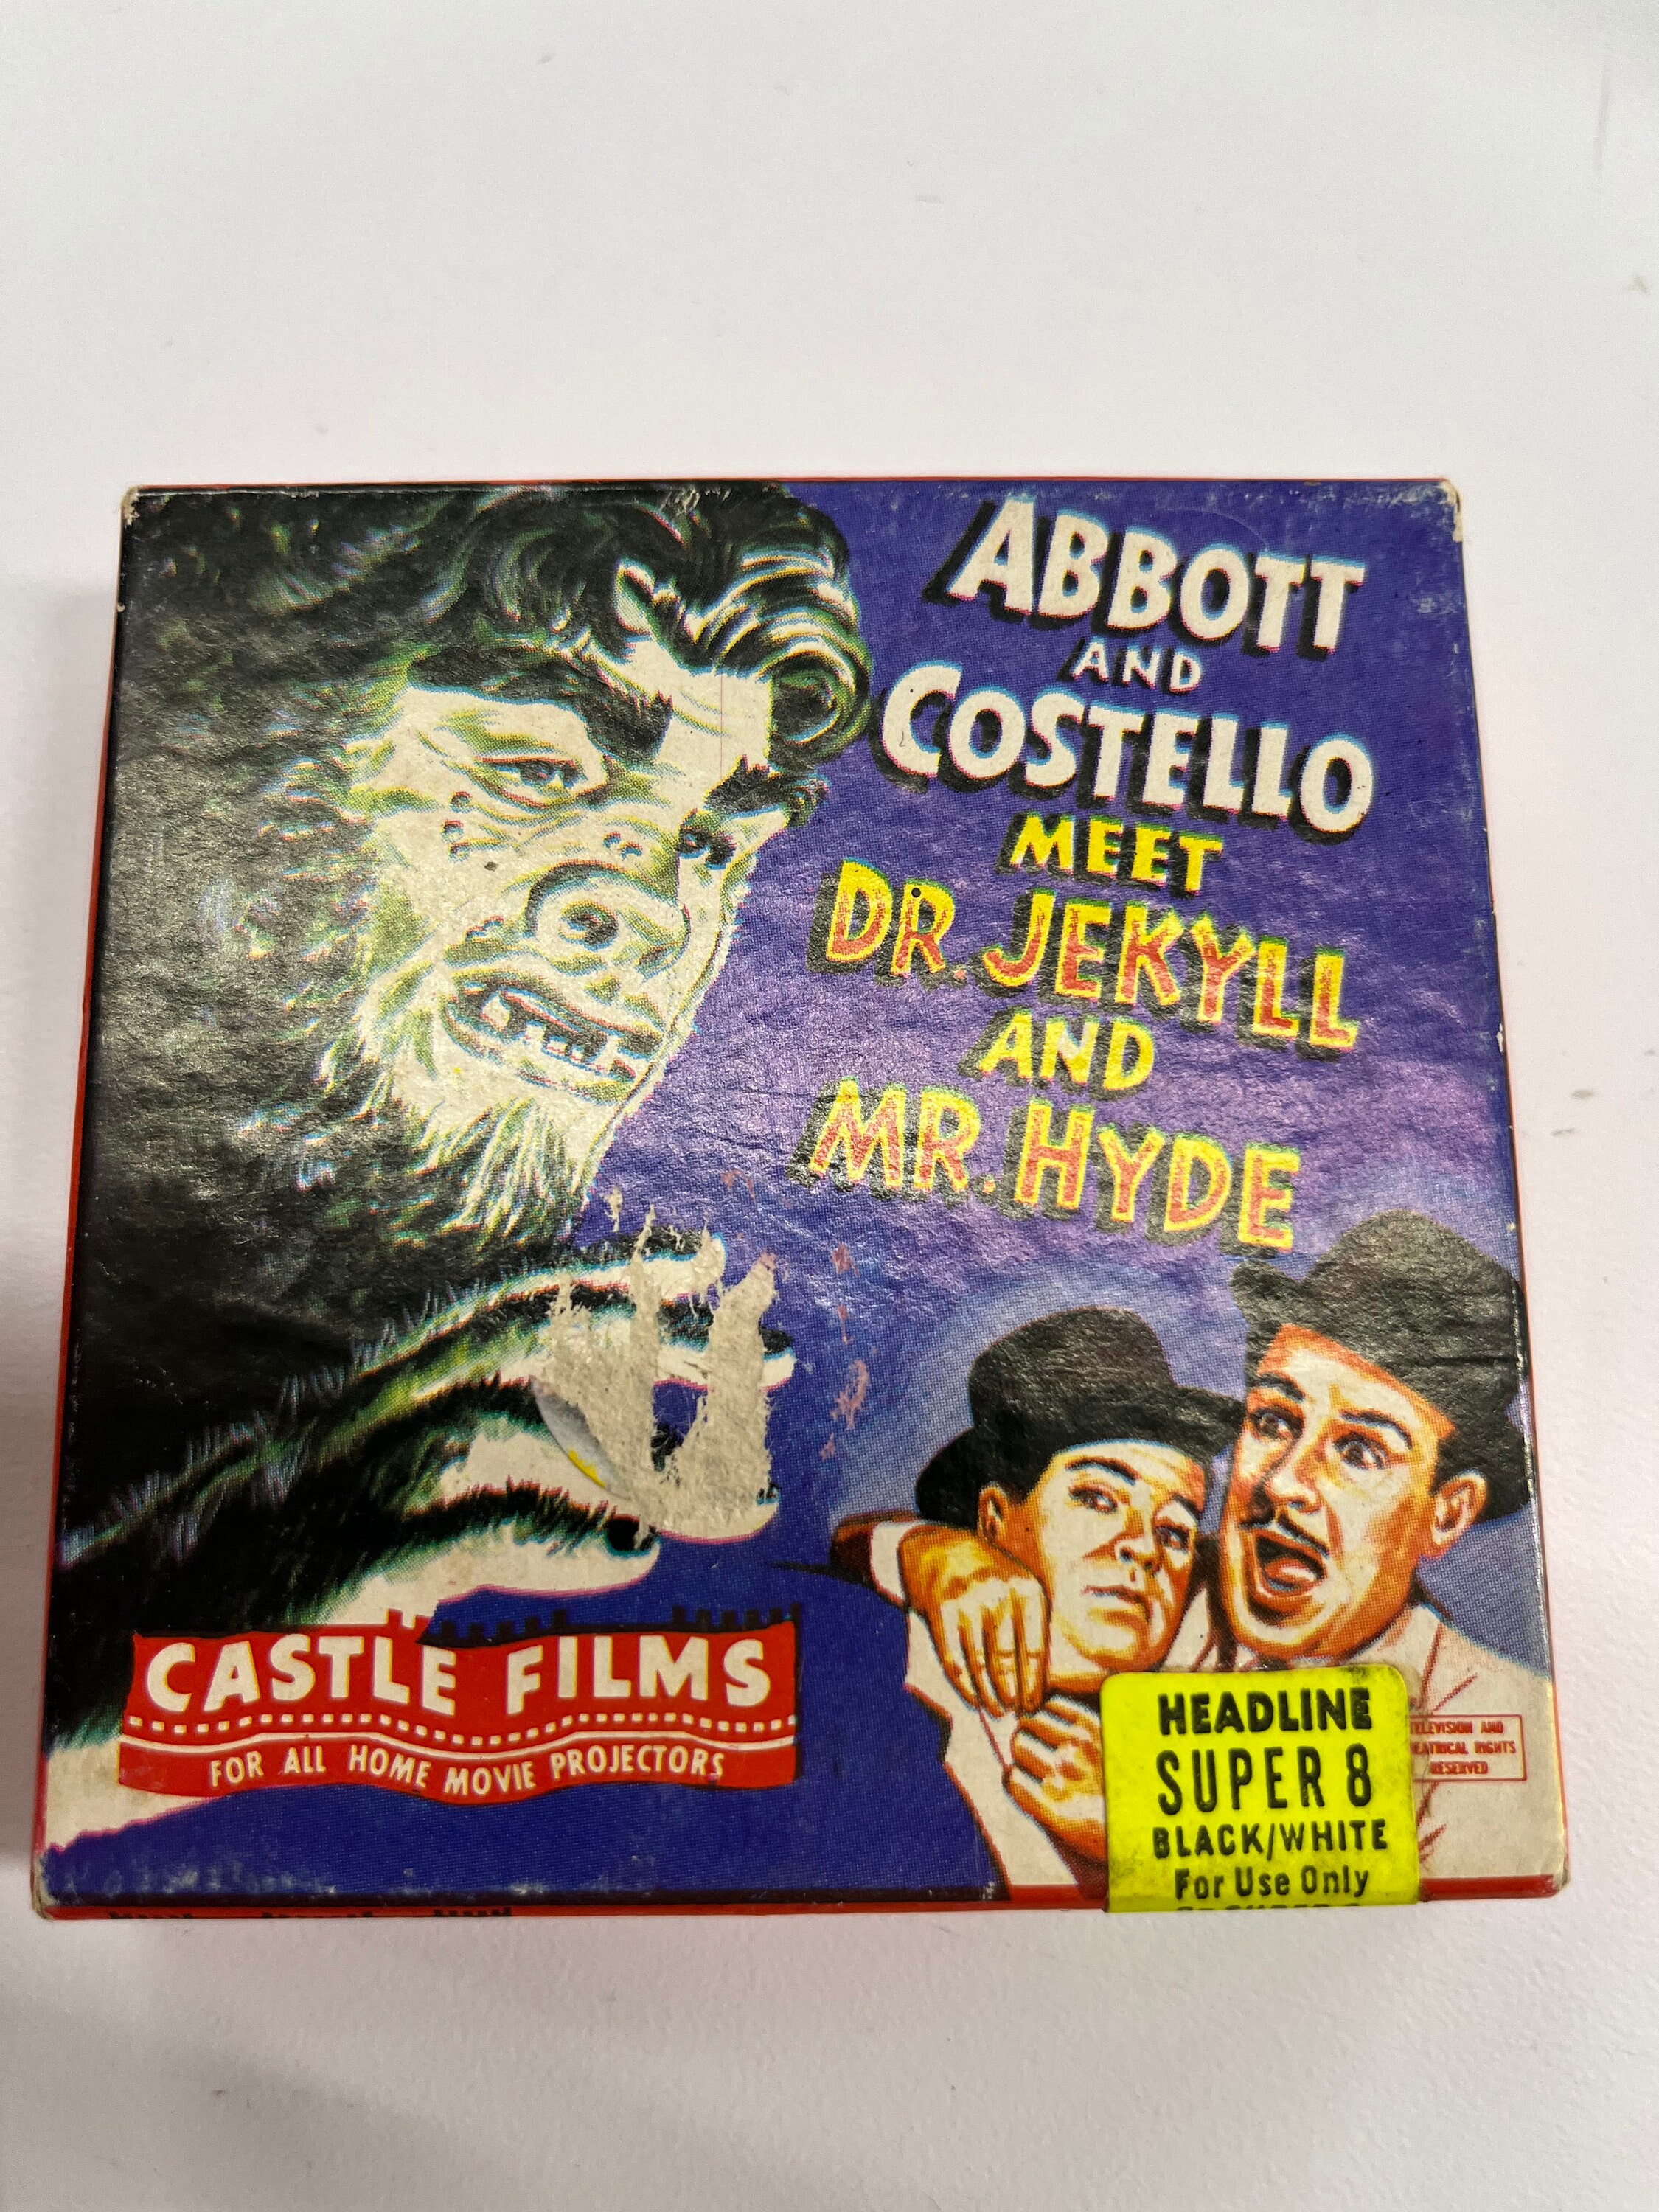 ABBOTT
AND
COSTELLO
MEET
DR. JEKYLL
AND
MR. HYDE
CASTLE FILMS
FOR ALL HOME MOVIE PROJECTORS
HEADLINE
SUPER 8
BLACK/WHITE
For Use Only
TELEVISION AND
EATRICAL RIGHTS
RESERVED